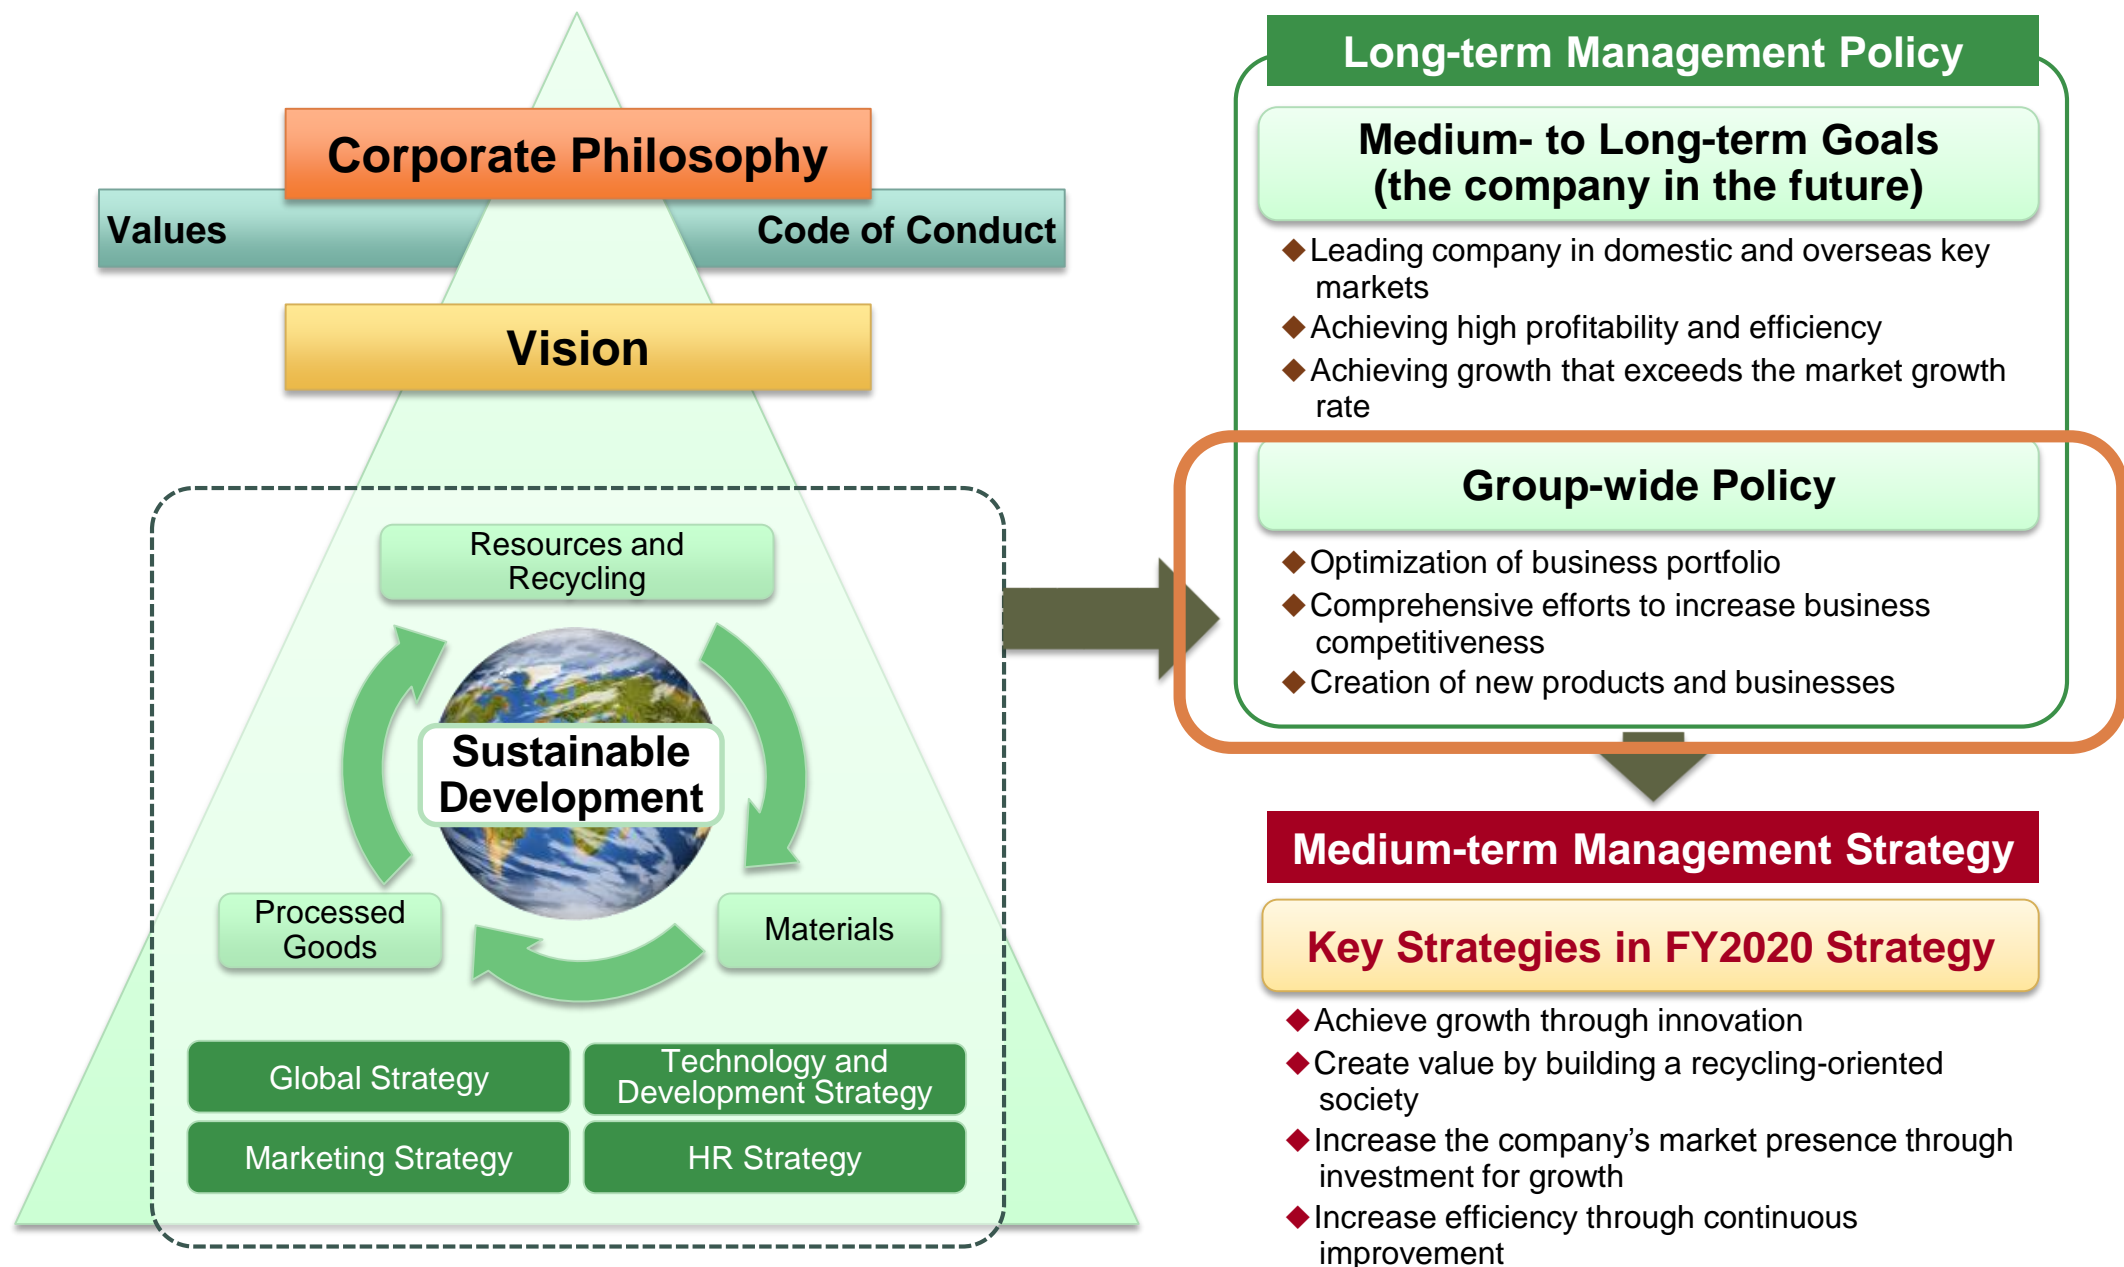 Corporate Philosophy
Values
Code of Conduct
Vision
Resources and
Recycling
Sustainable
Development
Processed
Goods
Materials
Global Strategy
Technology and
Development Strategy
Marketing Strategy
HR Strategy
Long-term Management Policy
Medium- to Long-term Goals
(the company in the future)
◆Leading company in domestic and overseas key
markets
◆Achieving high profitability and efficiency
◆Achieving growth that exceeds the market growth
rate
Group-wide Policy
◆Optimization of business portfolio
◆Comprehensive efforts to increase business
competitiveness
◆Creation of new products and businesses
Medium-term Management Strategy
Key Strategies in FY2020 Strategy
◆Achieve growth through innovation
◆Create value by building a recycling-oriented
society
◆Increase the company’s market presence through
investment for growth
◆Increase efficiency through continuous
improvement